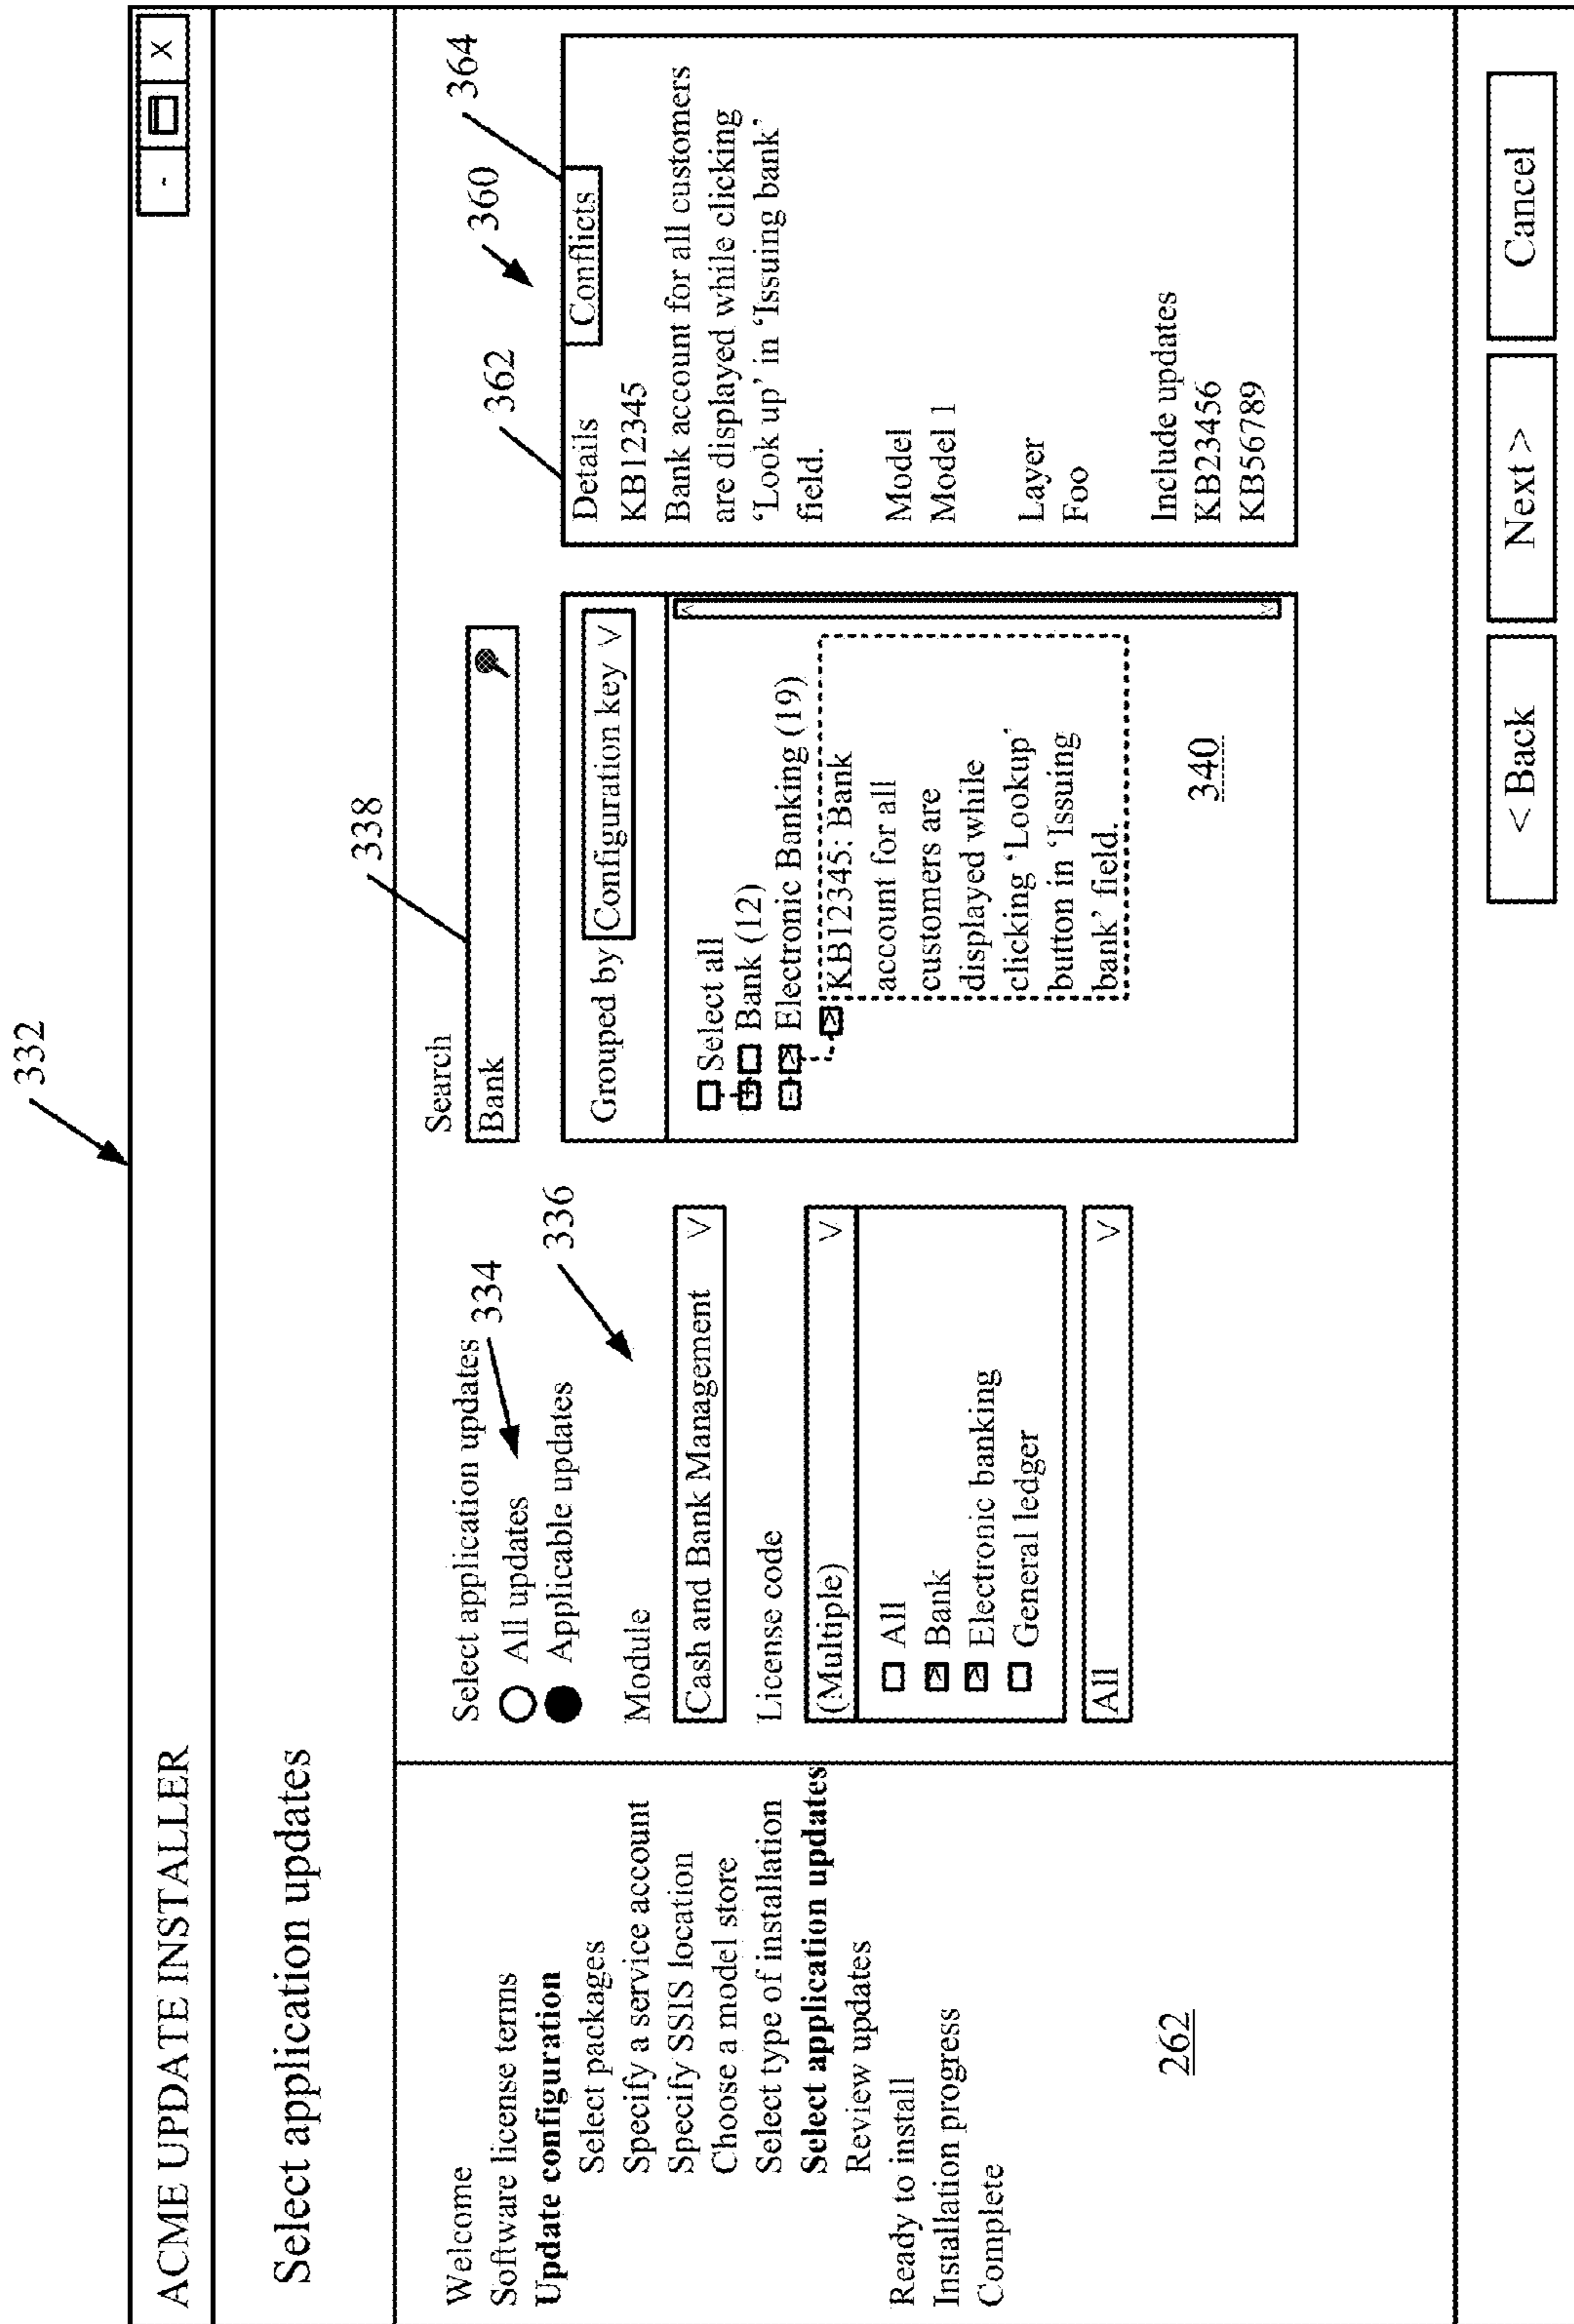 332
ACME UPDATE INSTALLER
- X
Select application updates
Welcome
Software license terms
Update configuration
Select packages
Specify a service account
Specify SSIS location
Choose a model store
Select type of installation
Select application updates
Review updates
Ready to install
Installation progress
Complete
262
Select application updates
334
All updates
Applicable updates
336
Module
Cash and Bank Management V
License code
(Multiple) V
All
Bank
Electronic banking
General ledger
All V
338
Search
Bank
Grouped by Configuration key V
Select all
Bank (12)
Electronic Banking (19)
KB12345: Bank
account for all
customers are
displayed while
clicking ‘Lookup’
button in ‘Issuing
bank’ field.
340
362
360
364
Details Conflicts
KB12345
Bank account for all customers
are displayed while clicking
‘Look up’ in ‘Issuing bank’
field.
Model
Model 1
Layer
Foo
Include updates
KB23456
KB56789
< Back Next > Cancel